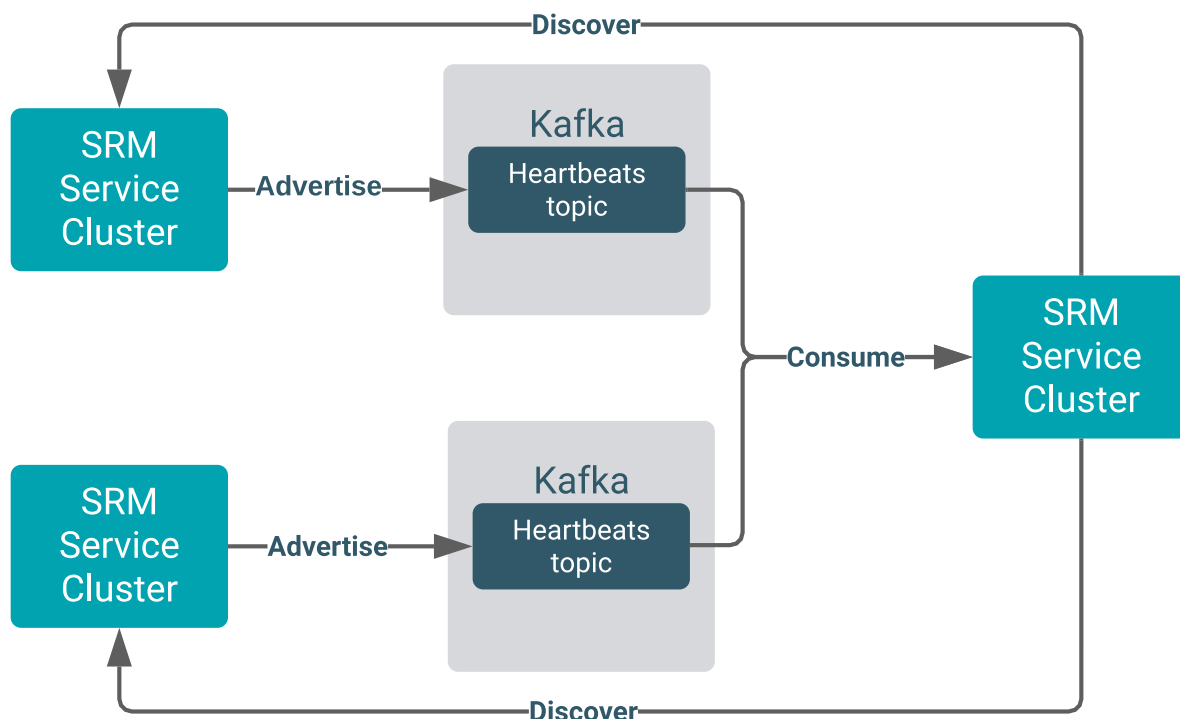 Discover
Kafka
SRM
Service
Cluster
Advertise
Heartbeats
topic
SRM
Service
Cluster
Consume
Kafka
SRM
Service
Cluster
Advertise
Heartbeats
topic
Discover